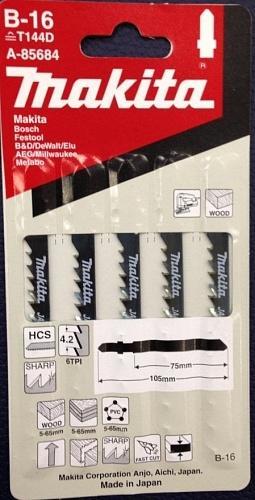 B-16
≙T144D
A-85684
®
Makita
Makita
Bosch
Festool
B&D/DeWalt/Elu
AEG/Millwaukee
Metabo
WOOD
Makita
Makita
Makita
Makita
Makita
HCS
4.2
6TPI
SHARP
75mm
105mm
WOOD
PVC
5-65mm
5-65mm
5-65mm
B-16
SHARP
FAST CUT
Makita Corporation Anjo, Aichi, Japan.
Made in Japan